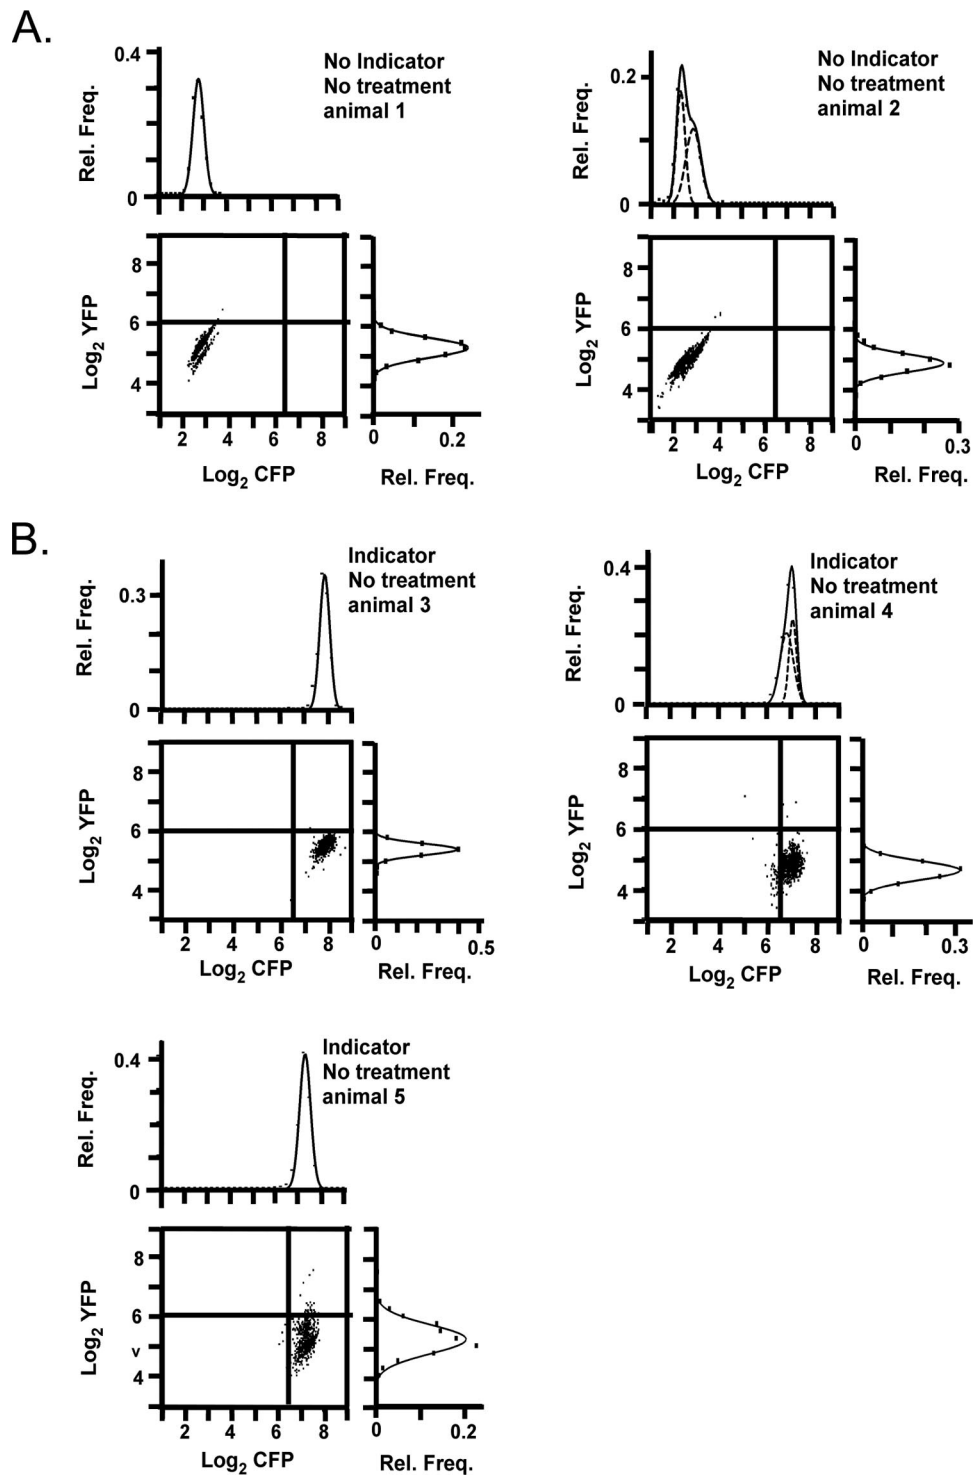 A.
0.4
0
Rel. Freq.
No Indicator
No treatment
animal 1
8
6
4
Log2 YFP
2 4 6 8
Log2 CFP
0 0.2
Rel. Freq.
0.2
0
Rel. Freq.
No Indicator
No treatment
animal 2
8
6
4
Log2 YFP
2 4 6 8
Log2 CFP
0 0.3
Rel. Freq.
B.
0.3
0
Rel. Freq.
Indicator
No treatment
animal 3
8
6
4
Log2 YFP
2 4 6 8
Log2 CFP
0 0.5
Rel. Freq.
0.4
0
Rel. Freq.
Indicator
No treatment
animal 4
8
6
4
Log2 YFP
2 4 6 8
Log2 CFP
0 0.3
Rel. Freq.
0.4
0
Rel. Freq.
Indicator
No treatment
animal 5
8
6
v
4
Log2 YFP
2 4 6 8
Log2 CFP
0 0.2
Rel. Freq.